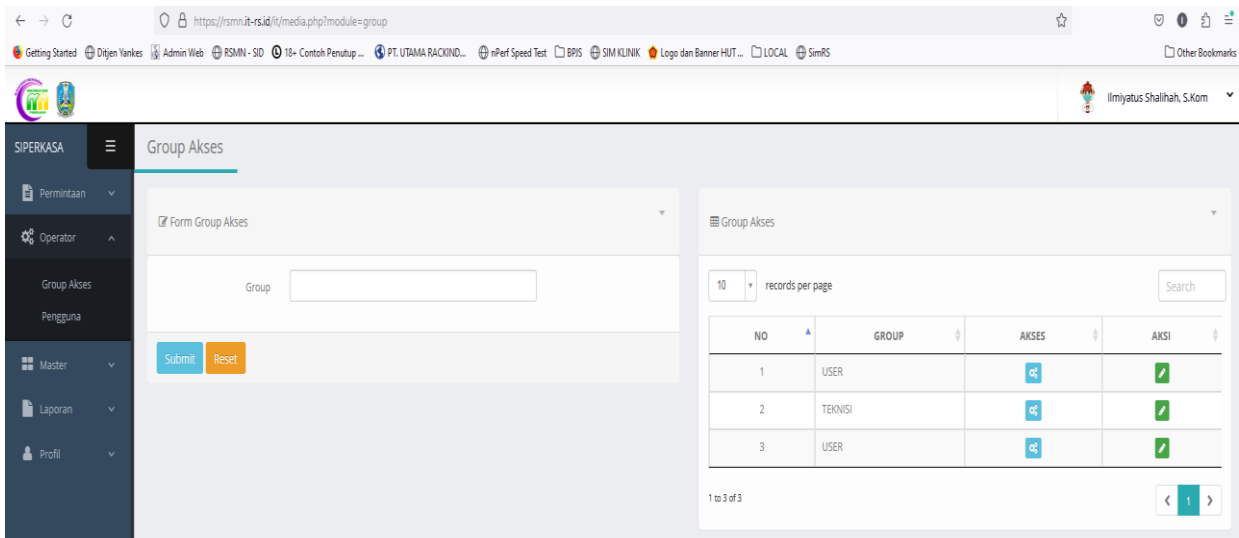 https://rsmn.it-rs.id/it/media.php?module=group
Getting Started Ditjen Yankes Admin Web RSMN - SID 18+ Contoh Penutup ... PT. UTAMA RACKIND... nPerf Speed Test BPJS SIM KLINIK Logo dan Banner HUT ... LOCAL SimRS Other Bookmarks
Ilmiyatus Shalihah, S.Kom
SIPERKASA
Group Akses
Permintaan
Operator
Group Akses
Pengguna
Master
Laporan
Profil
Form Group Akses
Group
Submit Reset
Group Akses
10 records per page Search
NO GROUP AKSES AKSI
1 USER
2 TEKNISI
3 USER
1 to 3 of 3 1